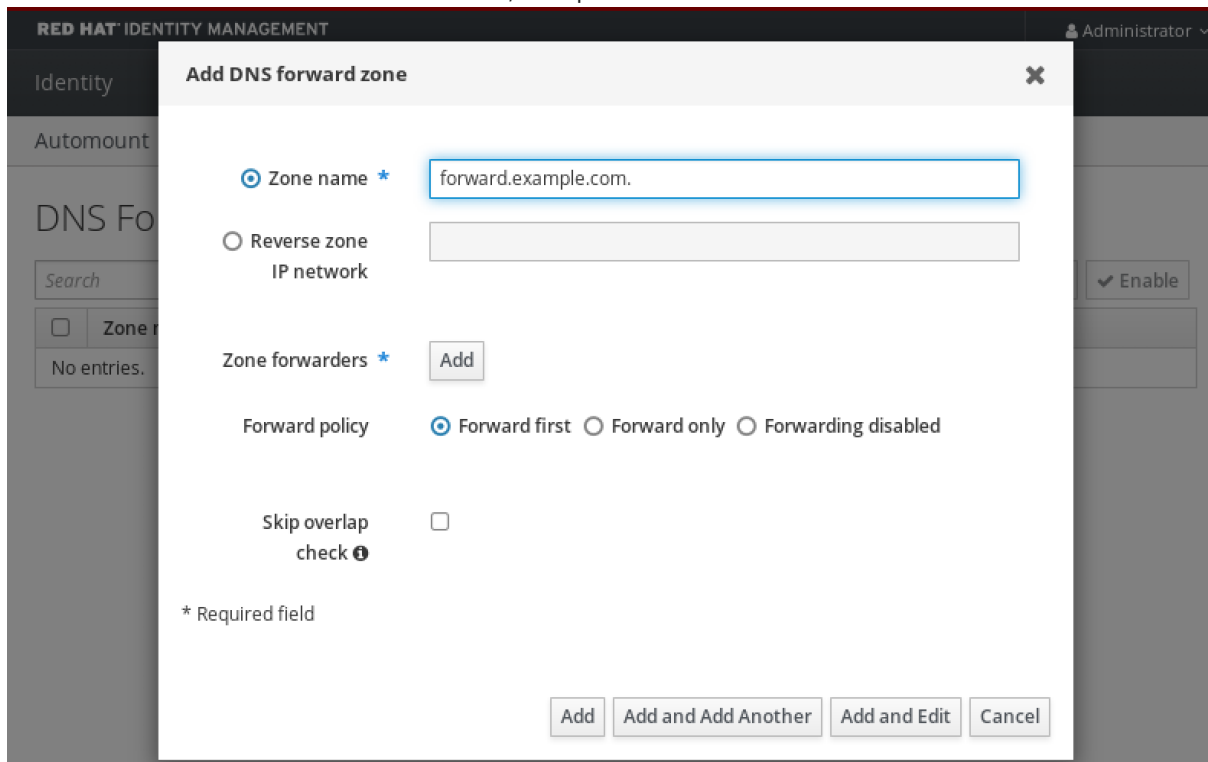 RED HAT® IDENTITY MANAGEMENT
Administrator
Identity
Add DNS forward zone
Automount
Zone name *
forward.example.com.
DNS Fo
Reverse zone
IP network
Search
Enable
Zone
No entries.
Zone forwarders *
Add
Forward policy
Forward first Forward only Forwarding disabled
Skip overlap
check
* Required field
Add Add and Add Another Add and Edit Cancel